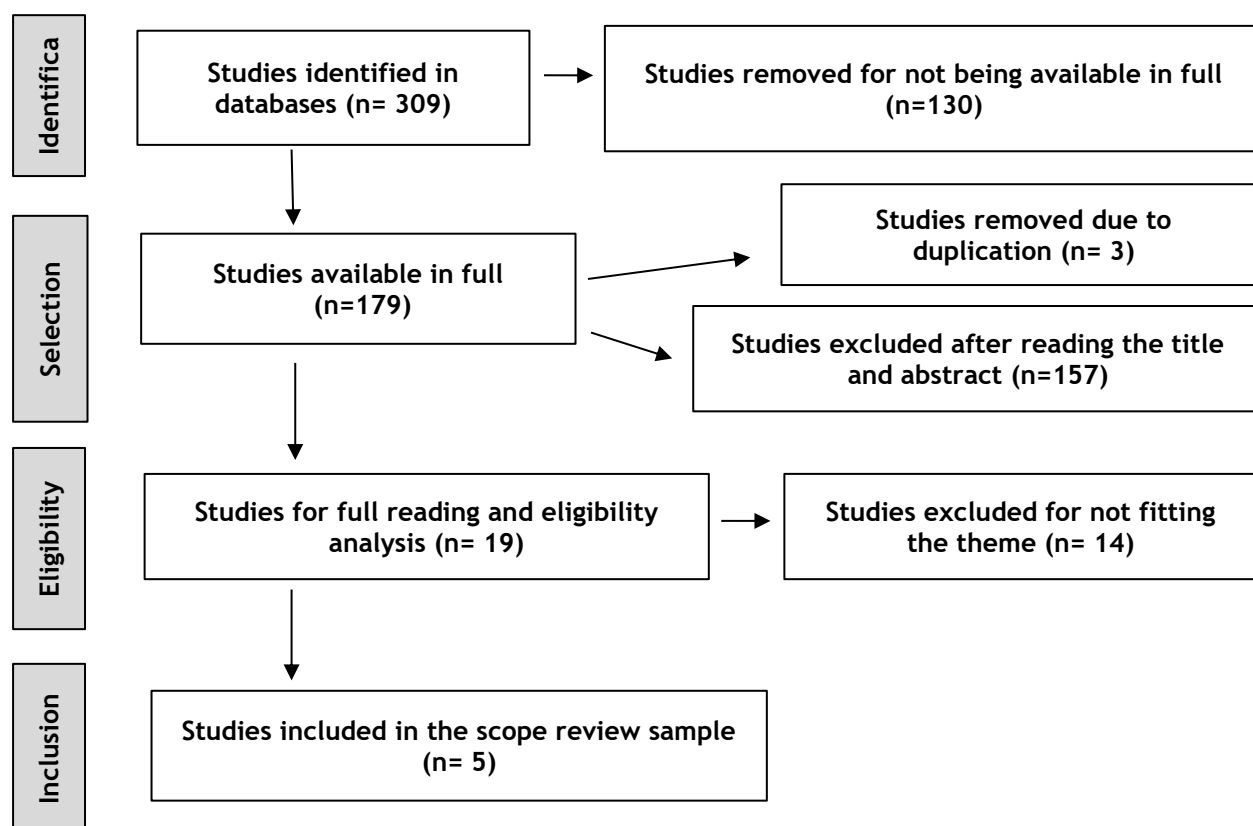 Identifica
Studies identified in
databases (n= 309)
Studies removed for not being available in full
(n=130)
Selection
Studies available in full
(n=179)
Studies removed due to
duplication (n= 3)
Studies excluded after reading the title
and abstract (n=157)
Eligibility
Studies for full reading and eligibility
analysis (n= 19)
Studies excluded for not fitting
the theme (n= 14)
Inclusion
Studies included in the scope review sample
(n= 5)